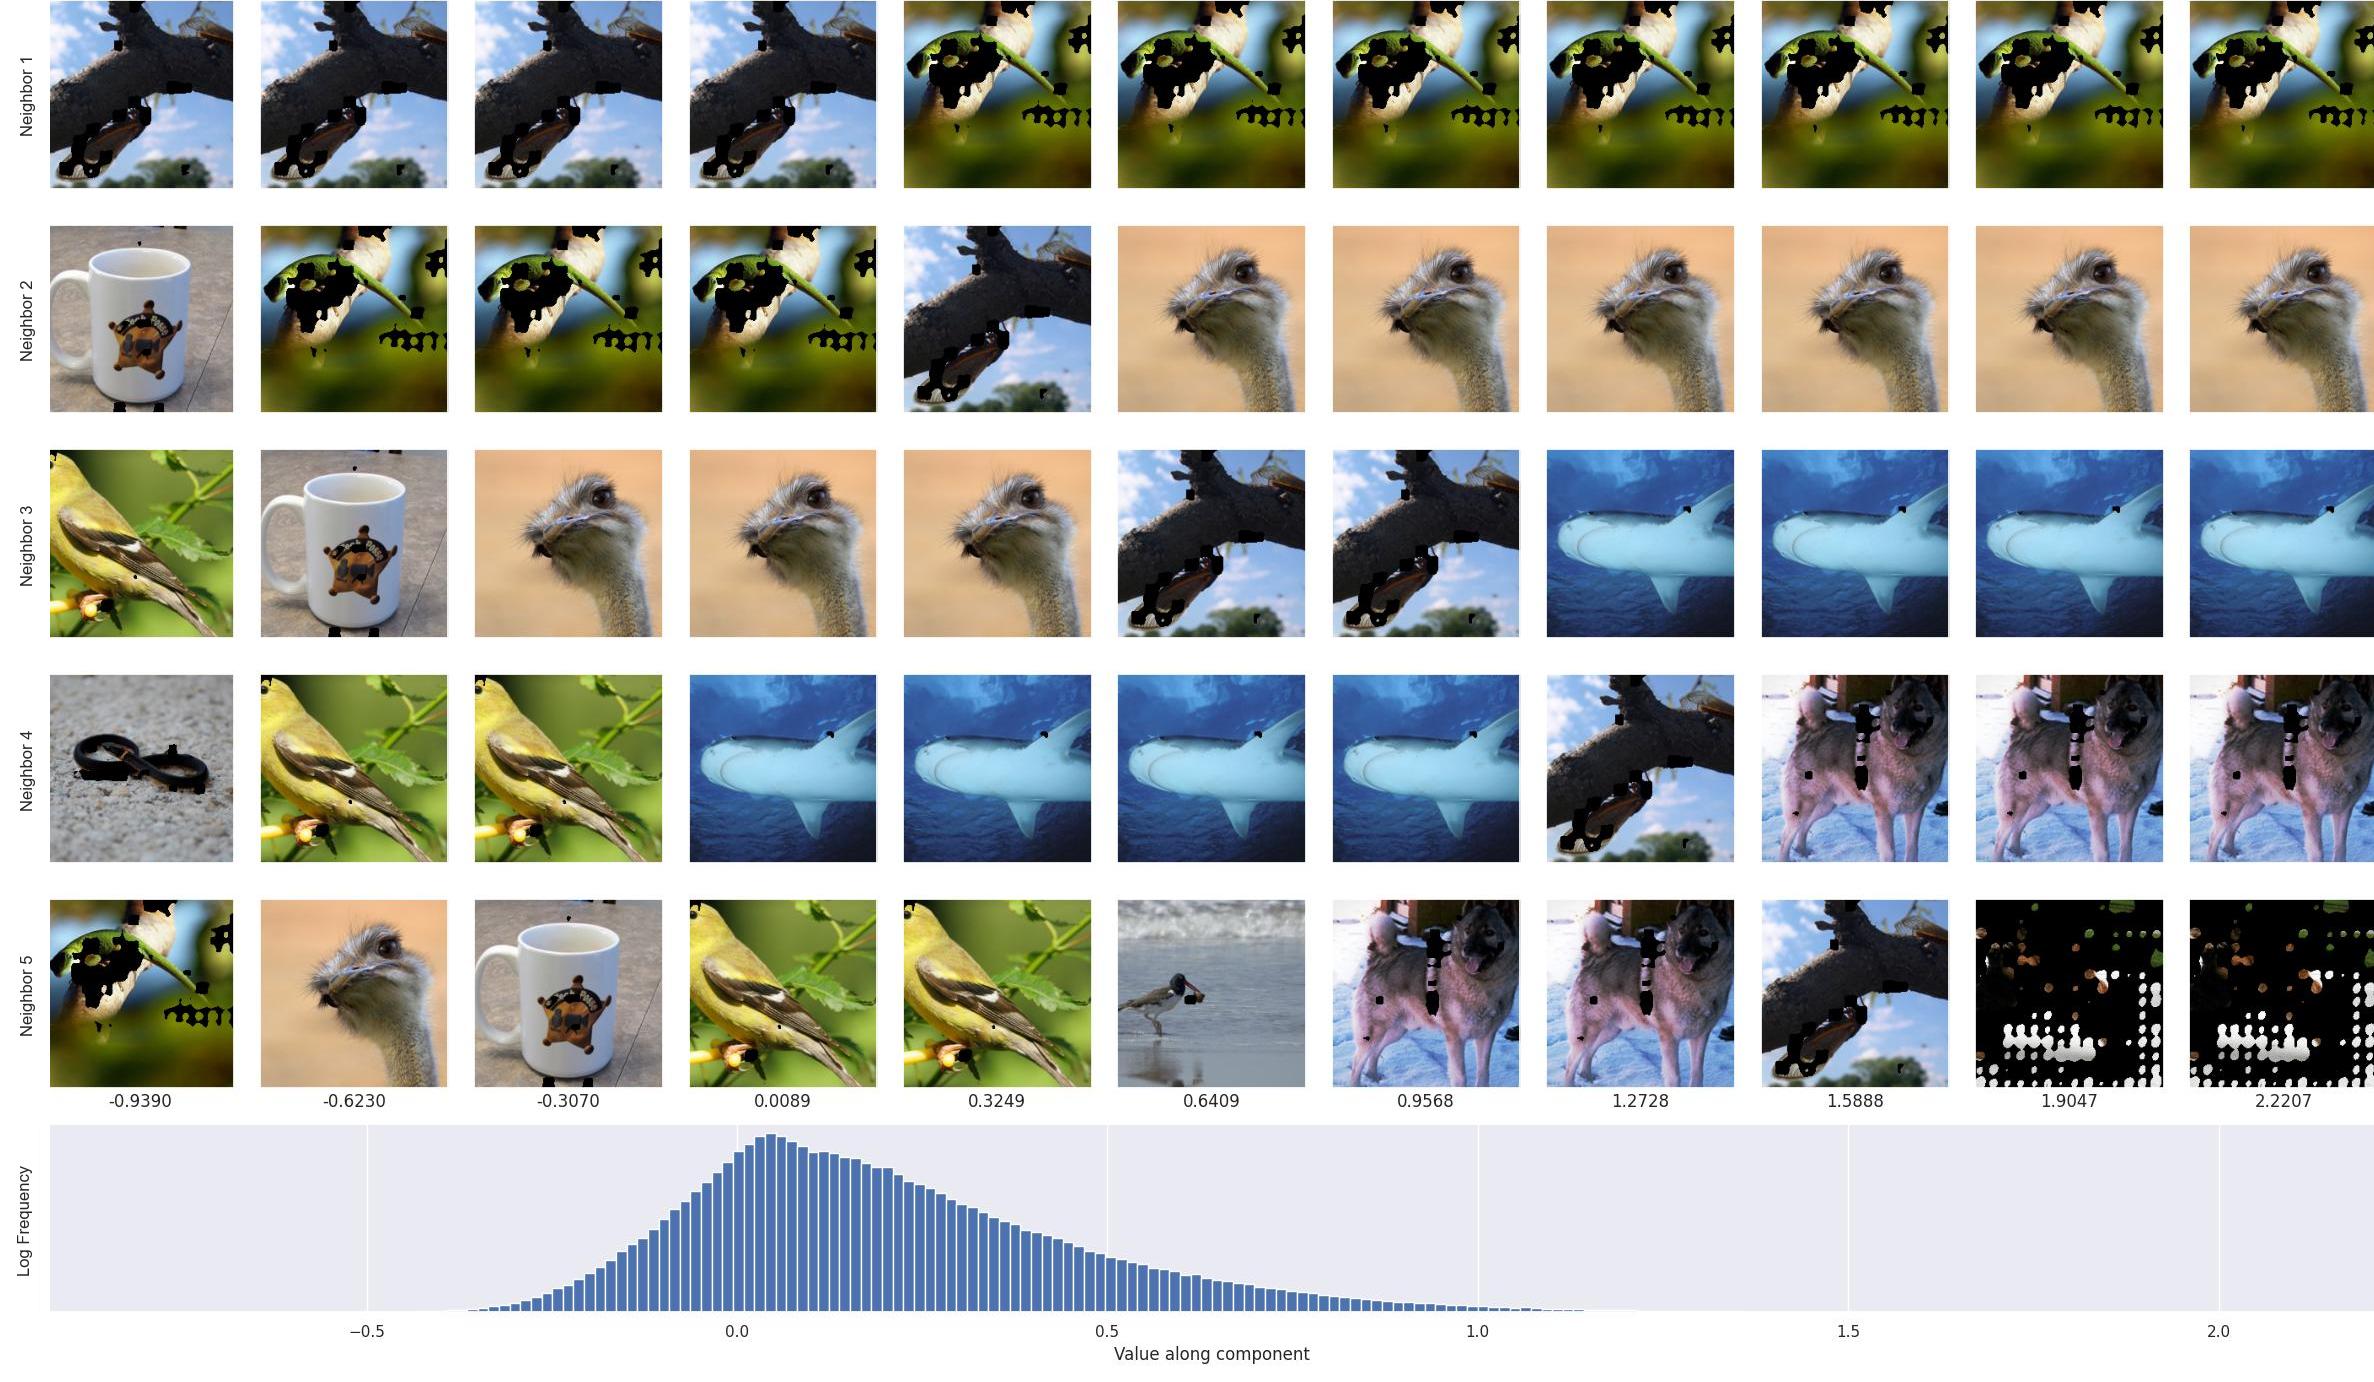 Neighbor 1
Neighbor 2
Neighbor 3
Neighbor 4
Neighbor 5
-0.9390 -0.6230 -0.3070 0.0089 0.3249 0.6409 0.9568 1.2728 1.5888 1.9047 2.2207
Log Frequency
−0.5 0.0 0.5 1.0 1.5 2.0
Value along component